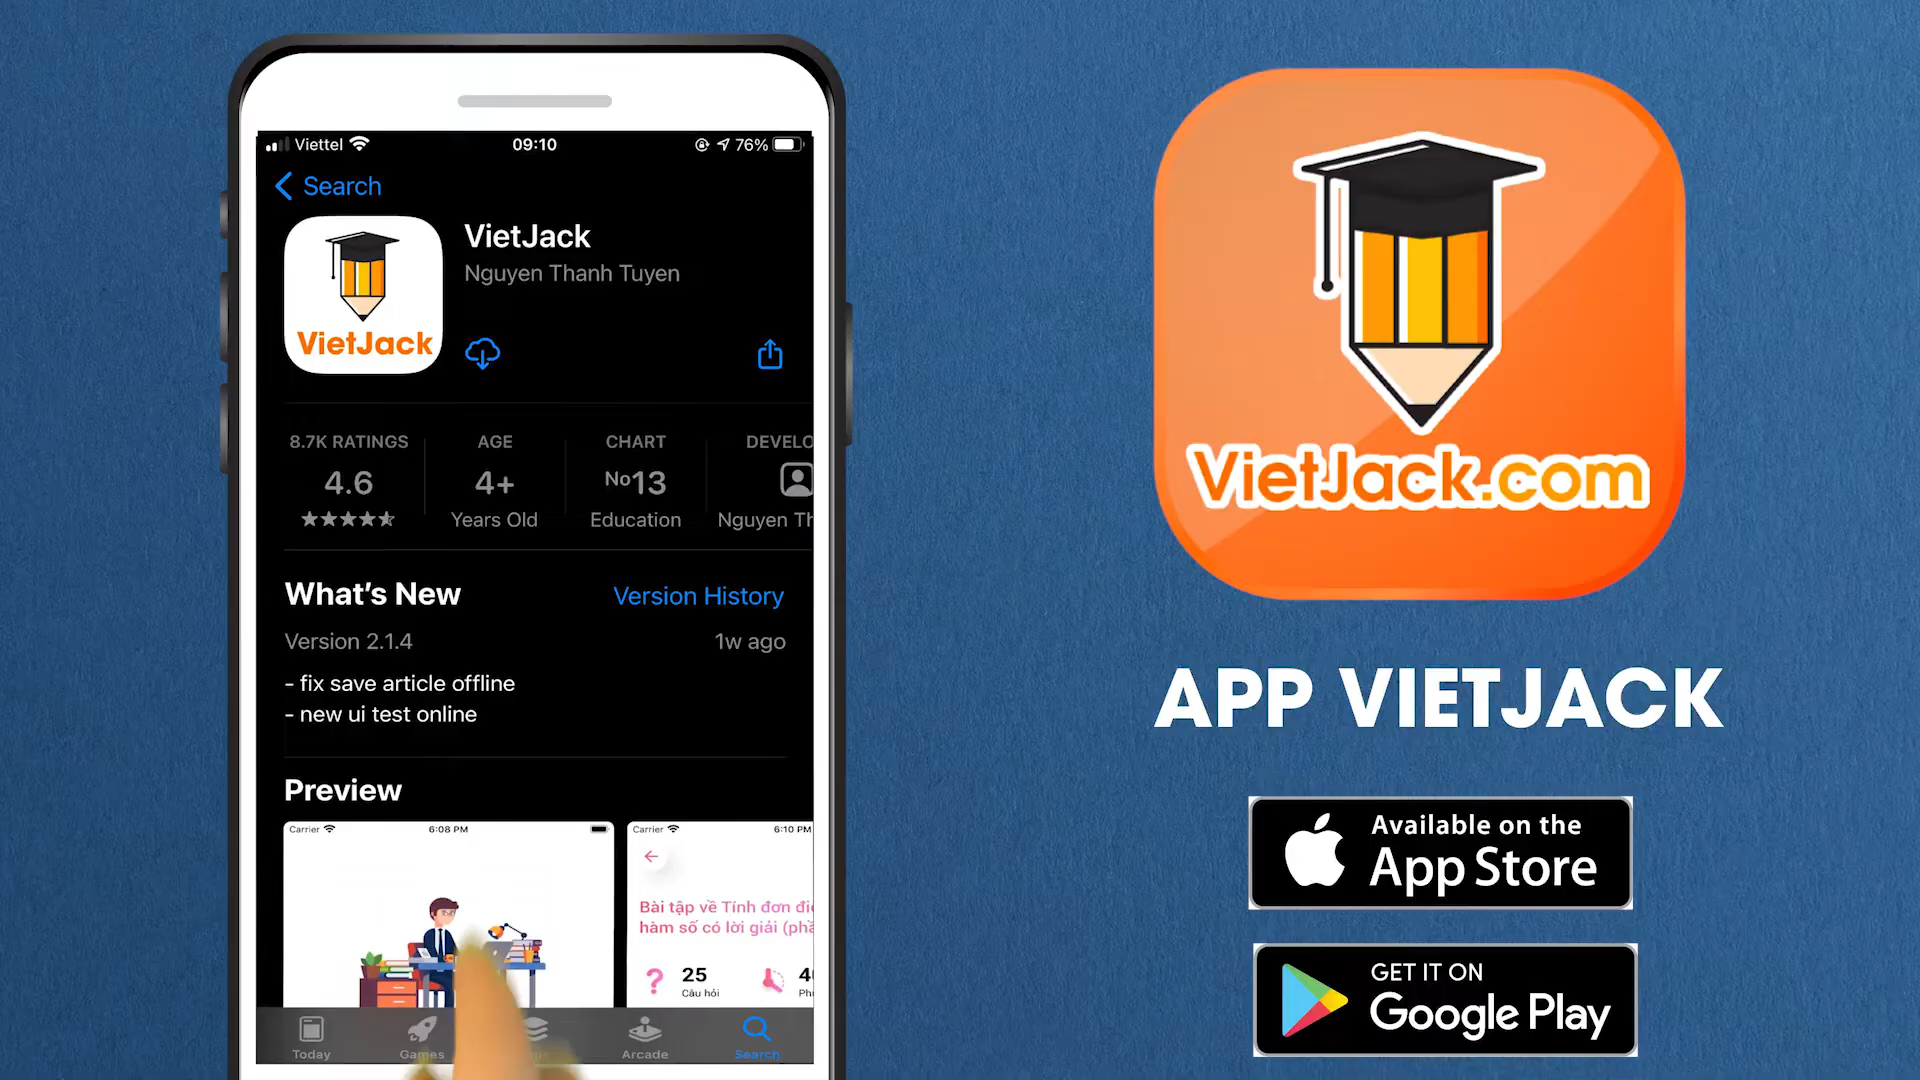 Viettel
09:10
76%
Search
VietJack
VietJack
Nguyen Thanh Tuyen
8.7K RATINGS
4.6
AGE
4+
Years Old
CHART
No13
Education
DEVELO
Nguyen Th
What's New
Version History
Version 2.1.4
1w ago
- fix save article offline
- new ui test online
Preview
Carrier
6:08 PM
Carrier
6:10 PM
Bài tập về Tính đơn đi
hàm số có lời giải (ph
25
Câu hỏi
Today
Games
Arcade
Search
VietJack.com
APP VIETJACK
Available on the
App Store
GET IT ON
Google Play